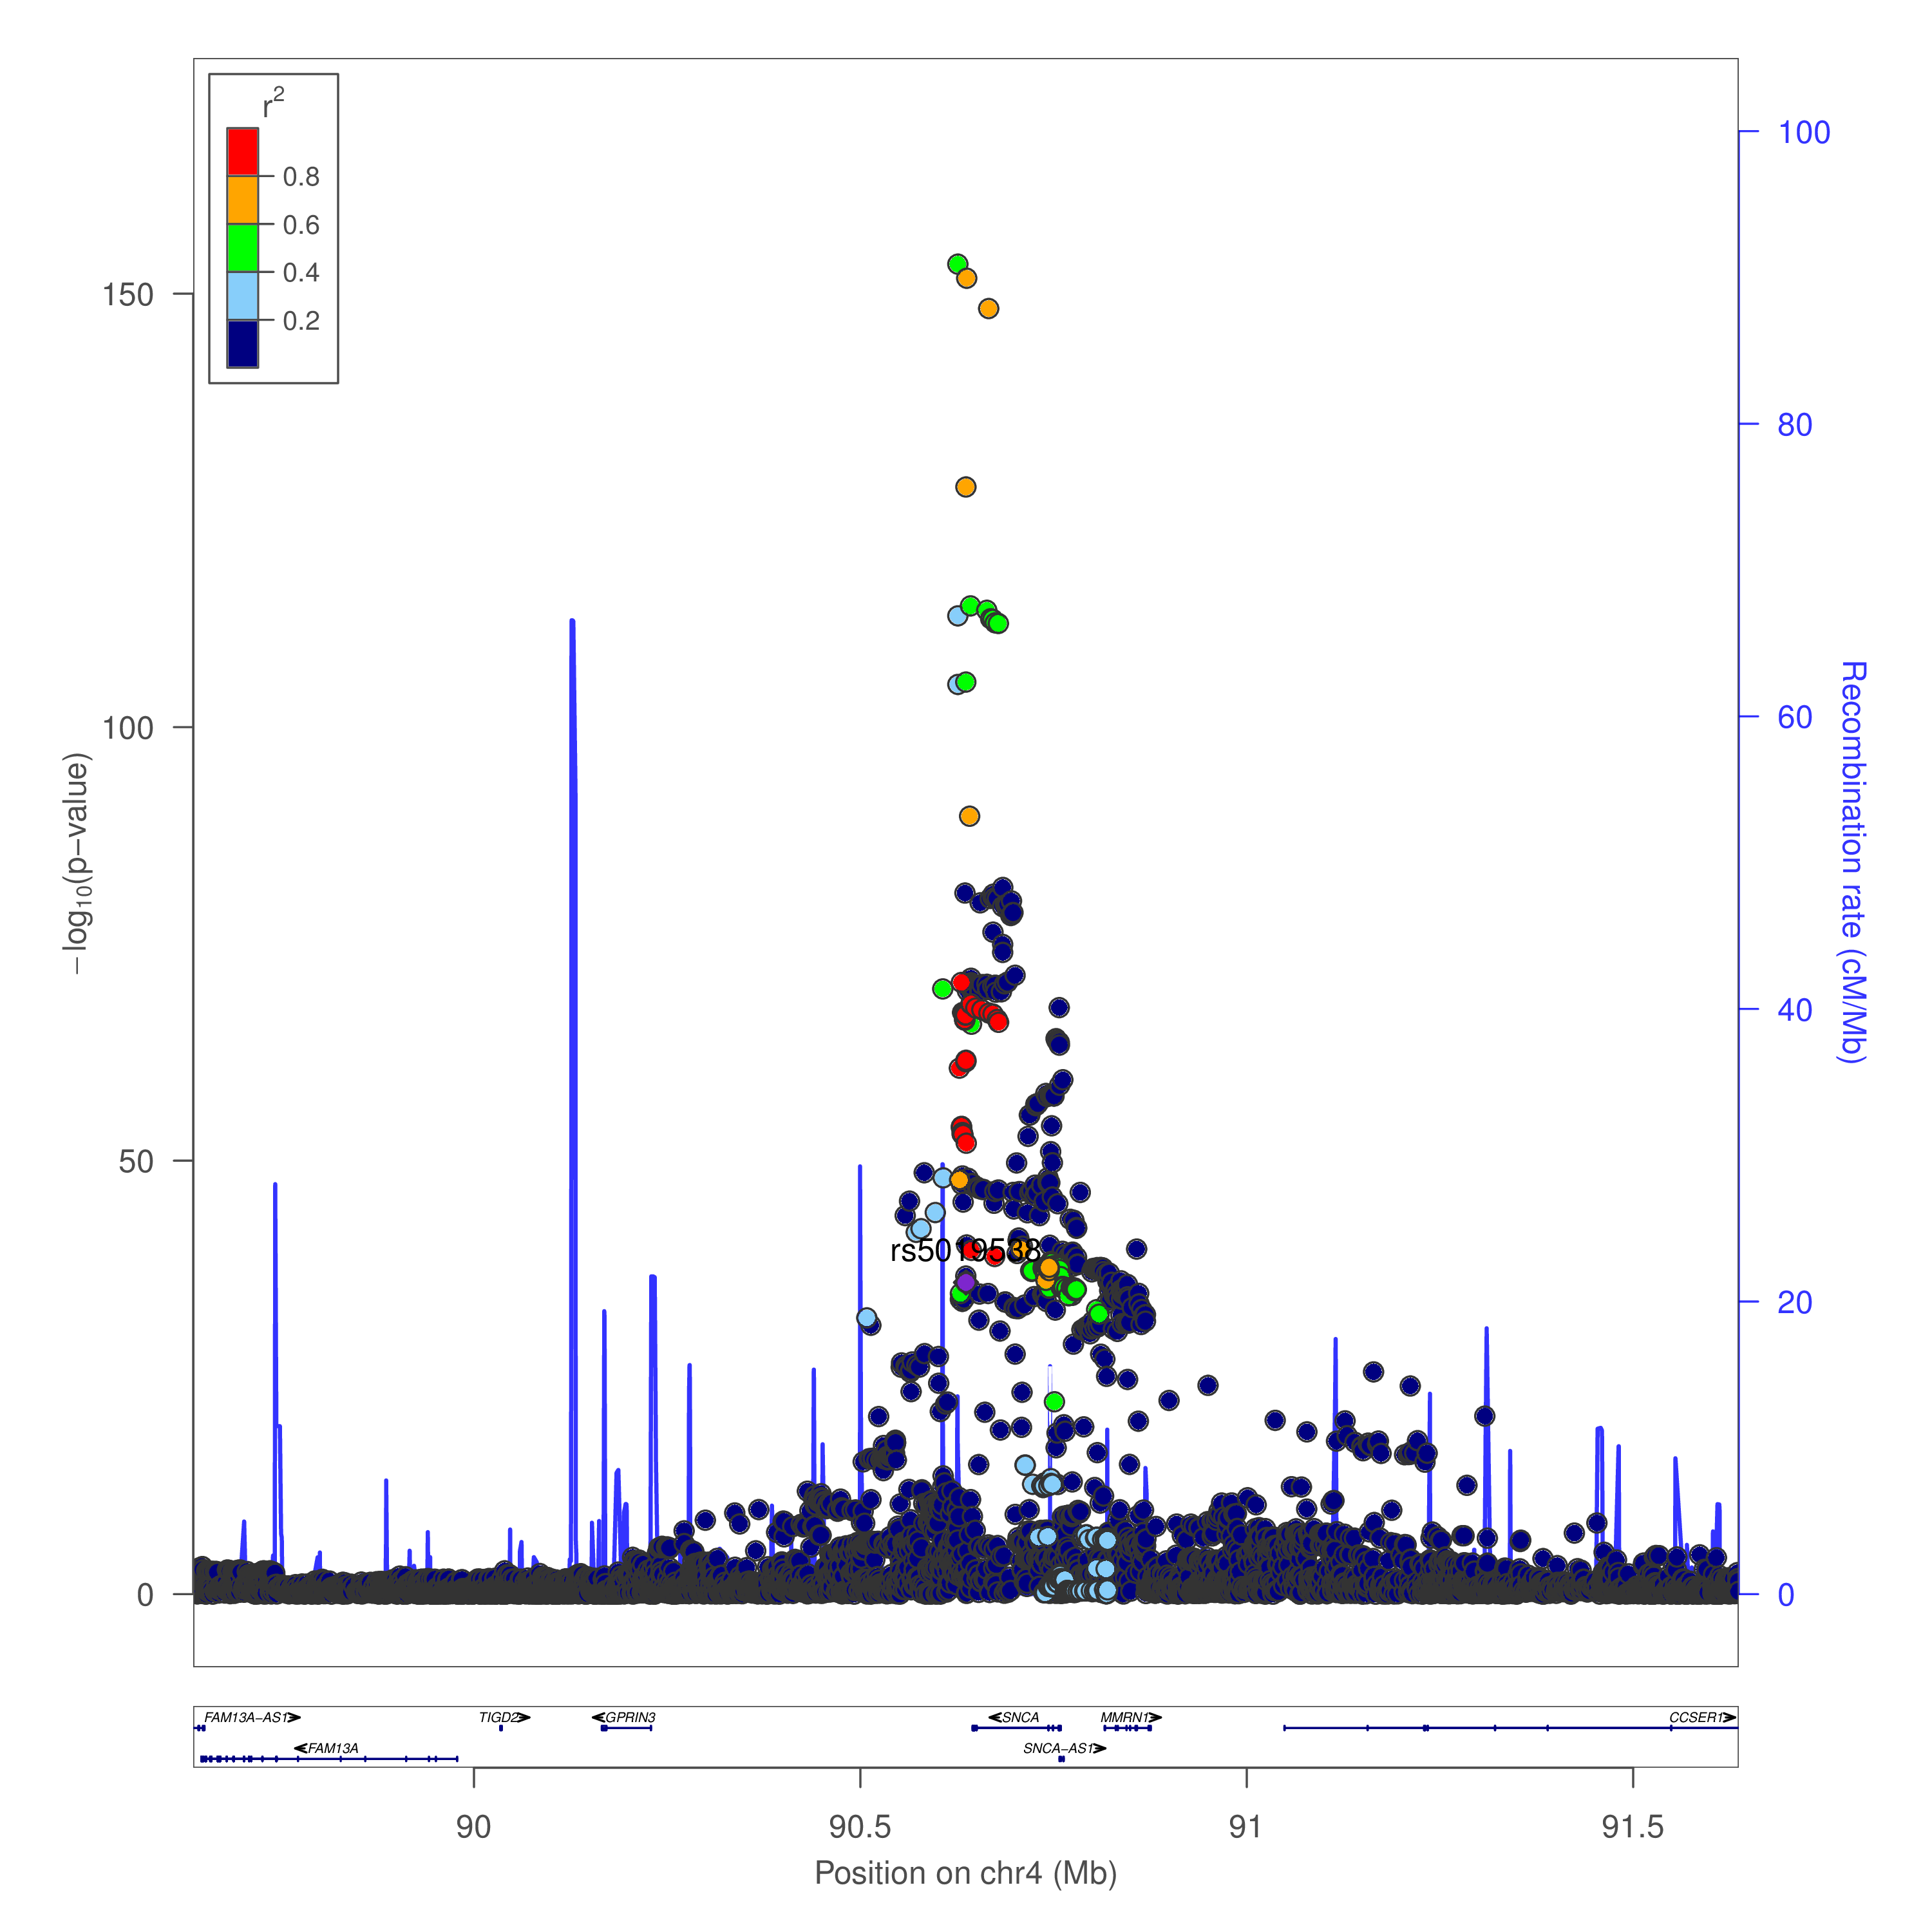 r2
0.8
0.6
0.4
0.2
150
100
50
0
−log10(p−value)
100
80
60
40
20
0
Recombination rate (cM/Mb)
rs5019538
FAM13A−AS1
TIGD2
GPRIN3
SNCA
MMRN1
CCSER1
FAM13A
SNCA−AS1
90
90.5
91
91.5
Position on chr4 (Mb)